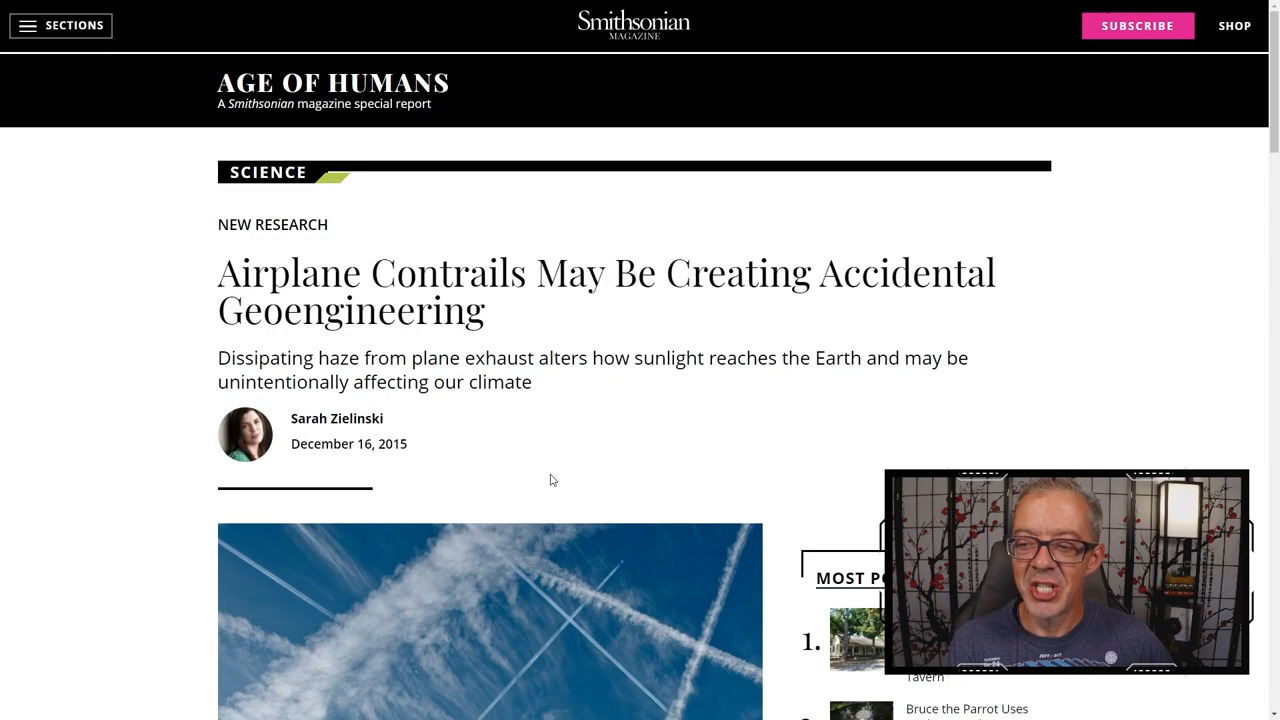 SECTIONS
Smithsonian
MAGAZINE
SUBSCRIBE
SHOP
AGE OF HUMANS
A Smithsonian magazine special report
SCIENCE
NEW RESEARCH
Airplane Contrails May Be Creating Accidental
Geoengineering
Dissipating haze from plane exhaust alters how sunlight reaches the Earth and may be
unintentionally affecting our climate
Sarah Zielinski
December 16, 2015
MOST
1.
Tavern
Bruce the Parrot Uses